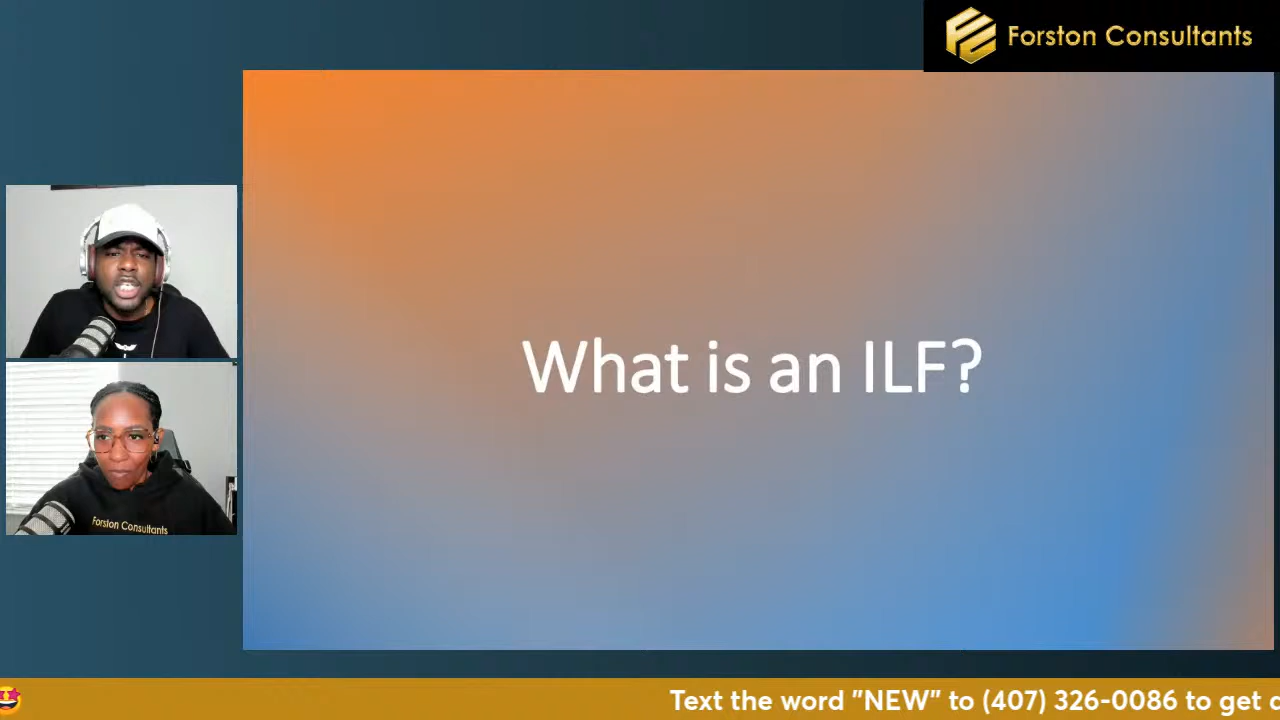 Forston Consultants
What is an ILF?
Forston Consultants
Text the word "NEW" to (407) 326-0086 to get